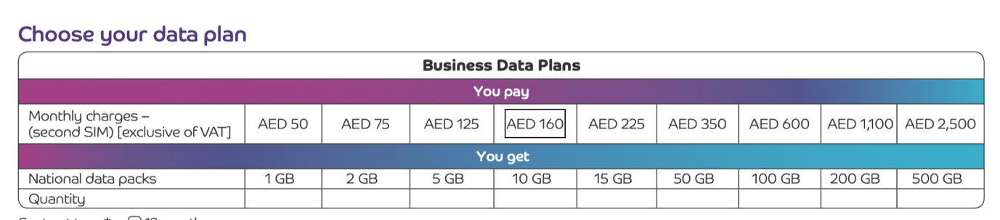 Choose your data plan
Business Data Plans
You pay
Monthly charges –
(second SIM) [exclusive of VAT]
AED 50 AED 75 AED 125 AED 160 AED 225 AED 350 AED 600 AED 1,100 AED 2,500
You get
National data packs 1 GB 2 GB 5 GB 10 GB 15 GB 50 GB 100 GB 200 GB 500 GB
Quantity